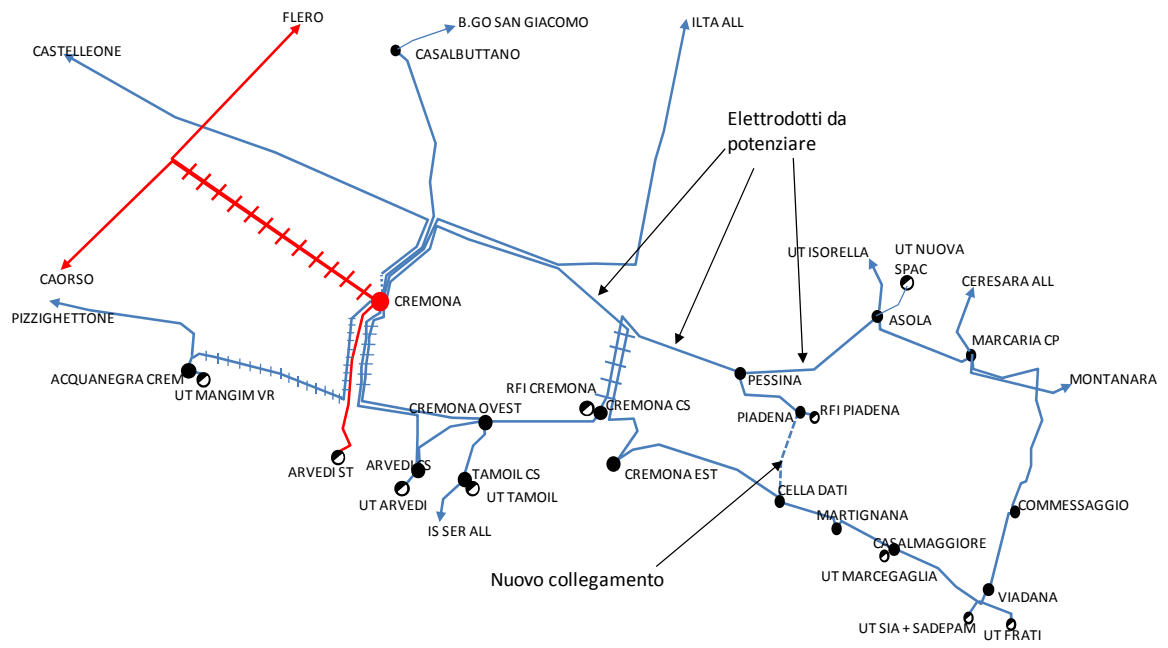 FLERO
B.GO SAN GIACOMO
ILTA ALL
CASTELLEONE
CASALBUTTANO
Elettrodotti da
potenziare
UT ISORELLA
UT NUOVA
SPAC
CAORSO
CERESARA ALL
CREMONA
PIZZIGHETTONE
ASOLA
MARCARIA CP
ACQUANEGRA CREM
PESSINA
MONTANARA
UT MANGIM VR
RFI CREMONA
CREMONA CS
CREMONA OVEST
PIADENA
RFI PIADENA
ARVEDI ST
ARVEDI CS
TAMOIL CS
CREMONA EST
UT ARVEDI
UT TAMOIL
CELLA DATI
COMMESSAGGIO
MARTIGNANA
IS SER ALL
CASALMAGGIORE
Nuovo collegamento
UT MARCEGAGLIA
VIADANA
UT SIA + SADEPAM
UT FRATI